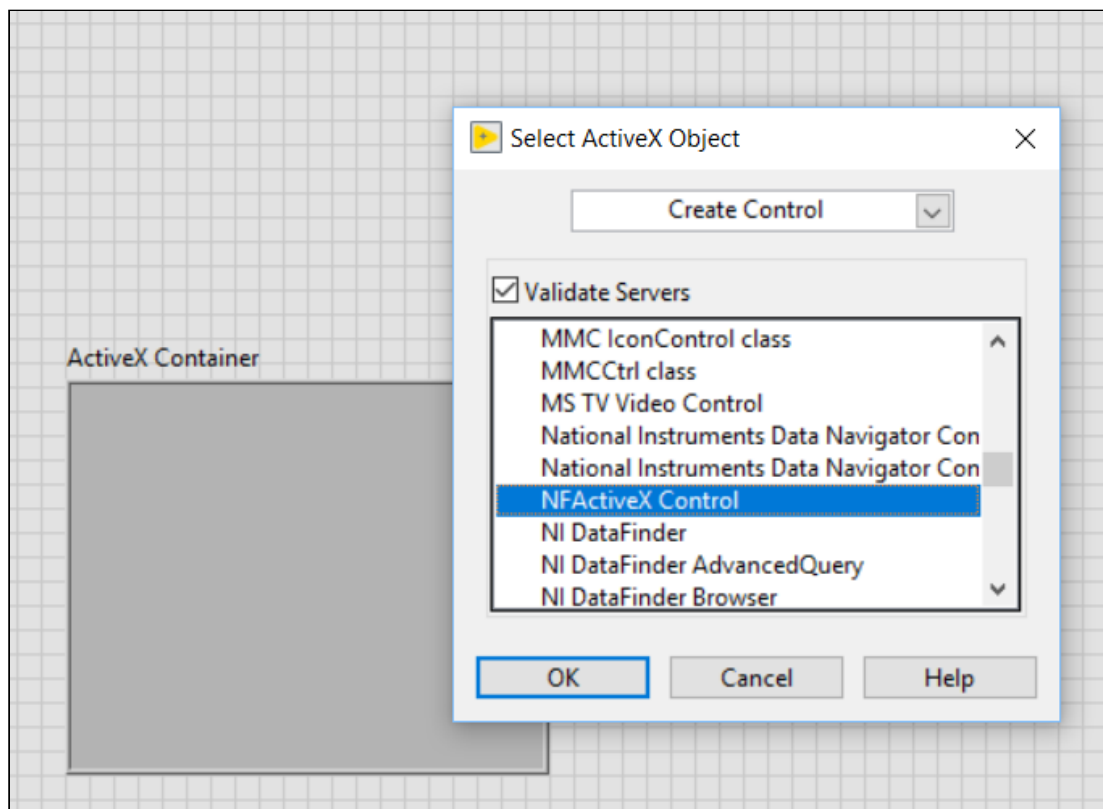 Select ActiveX Object
Create Control
Validate Servers
MMC IconControl class
MMCCtrl class
MS TV Video Control
National Instruments Data Navigator Con
National Instruments Data Navigator Con
NFActiveX Control
NI DataFinder
NI DataFinder AdvancedQuery
NI DataFinder Browser
OK Cancel Help
ActiveX Container